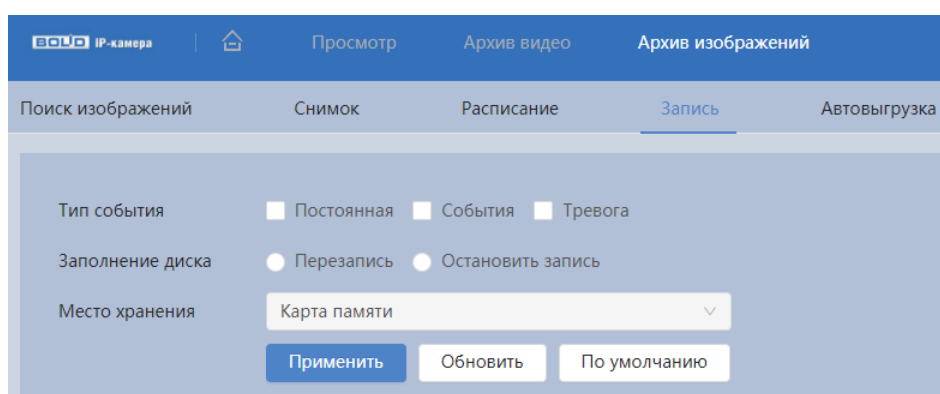 BOLID IP-камера Просмотр Архив видео Архив изображений
Поиск изображений Снимок Расписание Запись Автовыгрузка
Тип события Постоянная События Тревога
Заполнение диска Перезапись Остановить запись
Место хранения Карта памяти
Применить Обновить По умолчанию